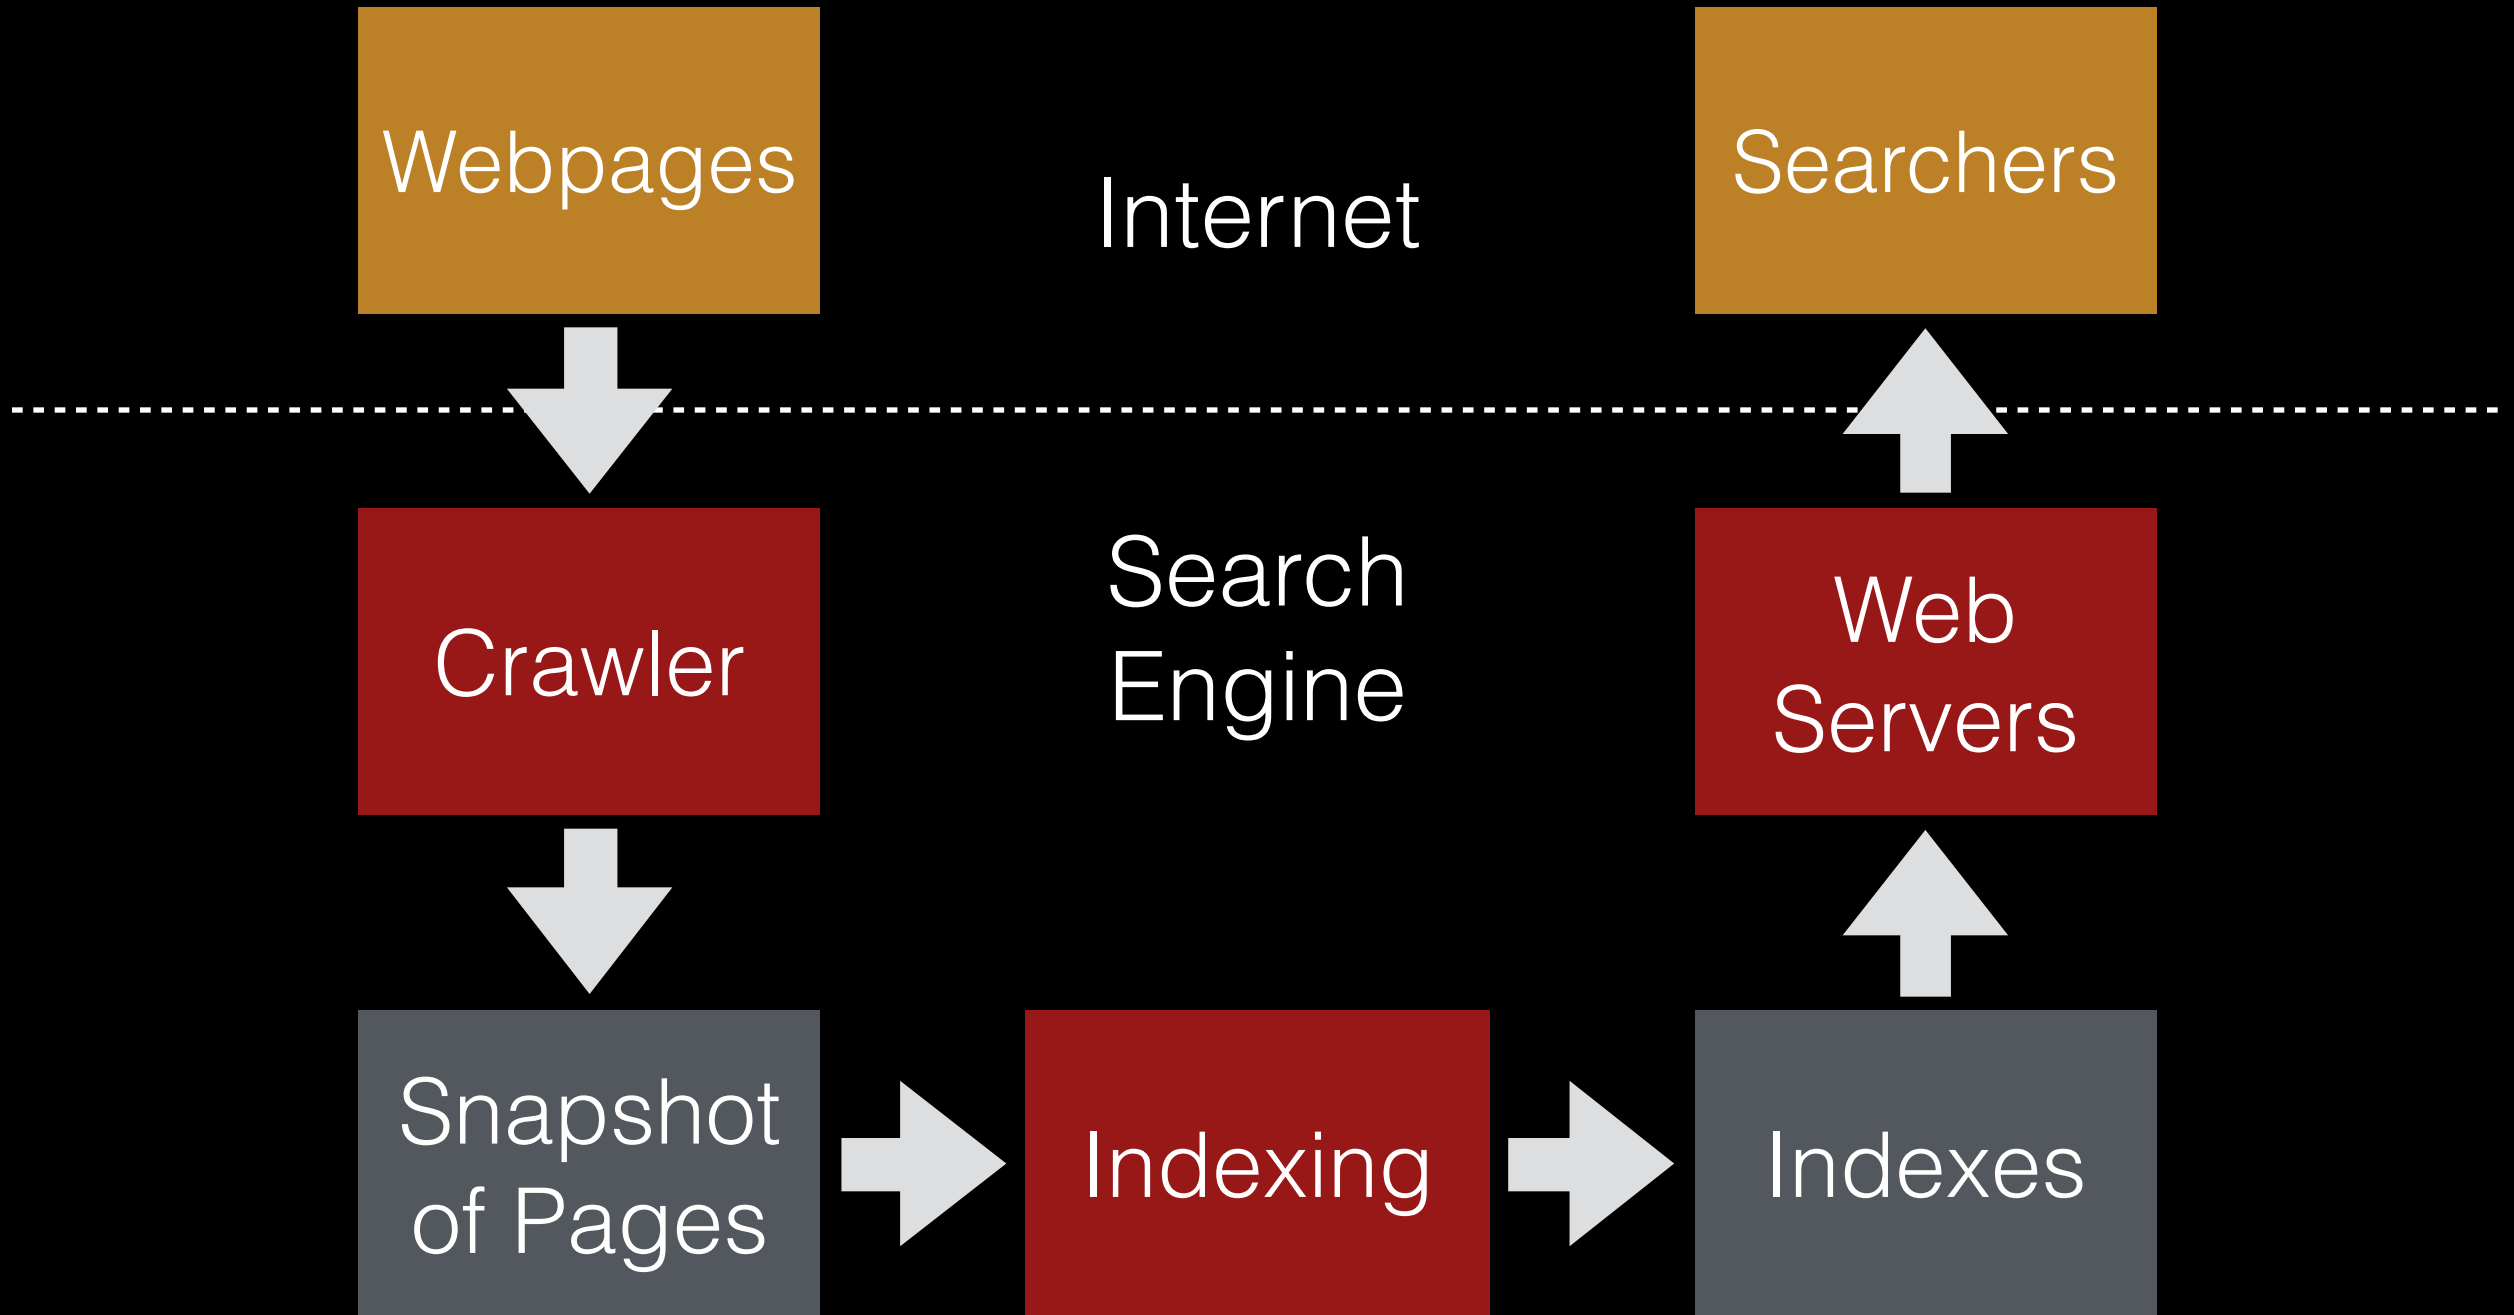 Webpages
Internet
Searchers
Crawler
Search
Engine
Web
Servers
Snapshot
of Pages
Indexing
Indexes